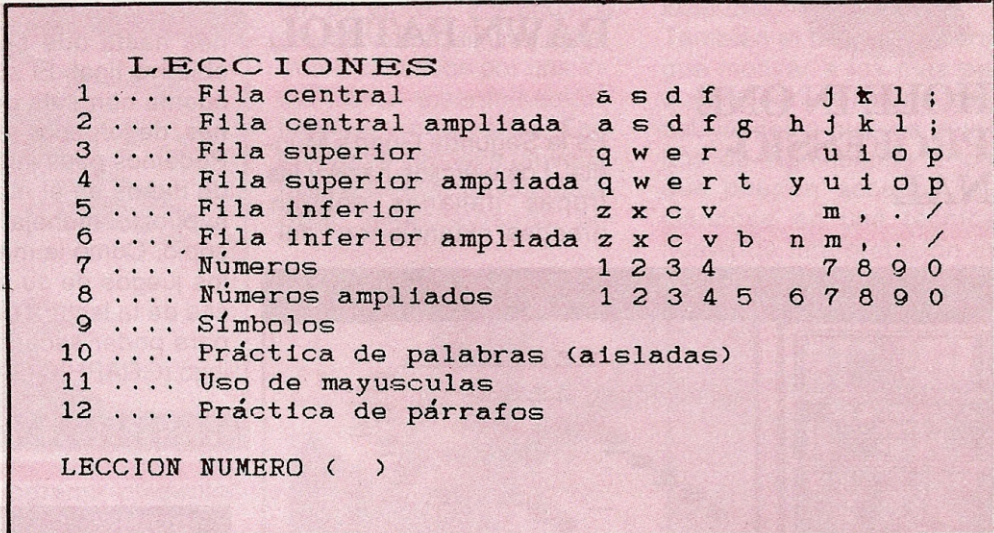 LECCIONES
1 .... Fila central a s d f j k l ;
2 .... Fila central ampliada a s d f g h j k l ;
3 .... Fila superior q w e r u i o p
4 .... Fila superior ampliada q w e r t y u i o p
5 .... Fila inferior z x c v m , . /
6 .... Fila inferior ampliada z x c v b n m , . /
7 .... Números 1 2 3 4 7 8 9 0
8 .... Números ampliados 1 2 3 4 5 6 7 8 9 0
9 .... Símbolos
10 .... Práctica de palabras (aisladas)
11 .... Uso de mayusculas
12 .... Práctica de párrafos
LECCION NUMERO ( )